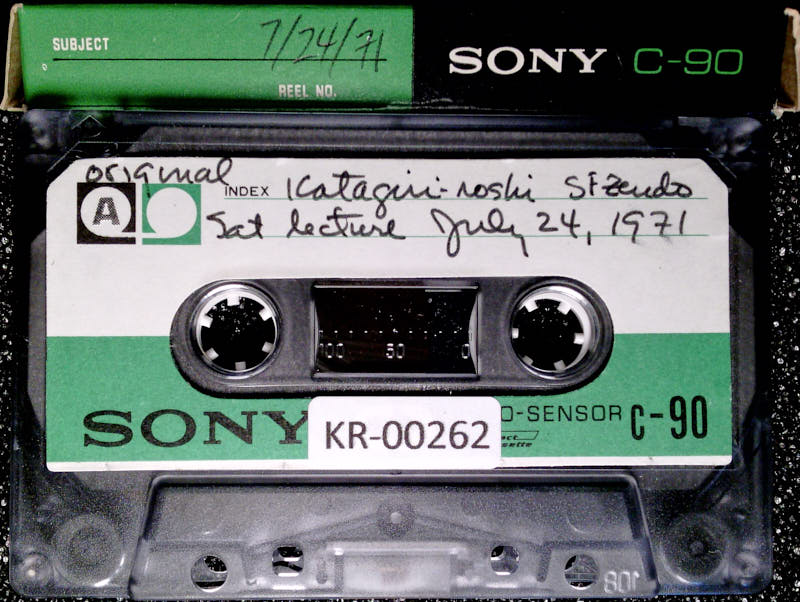 SUBJECT 7/24/71
REEL NO.
SONY C-90
original
A INDEX Katagiri-roshi SF zendo
Sat lecture July 24, 1971
100 50 0
SONY O-SENSOR C-90
KR-00262
108